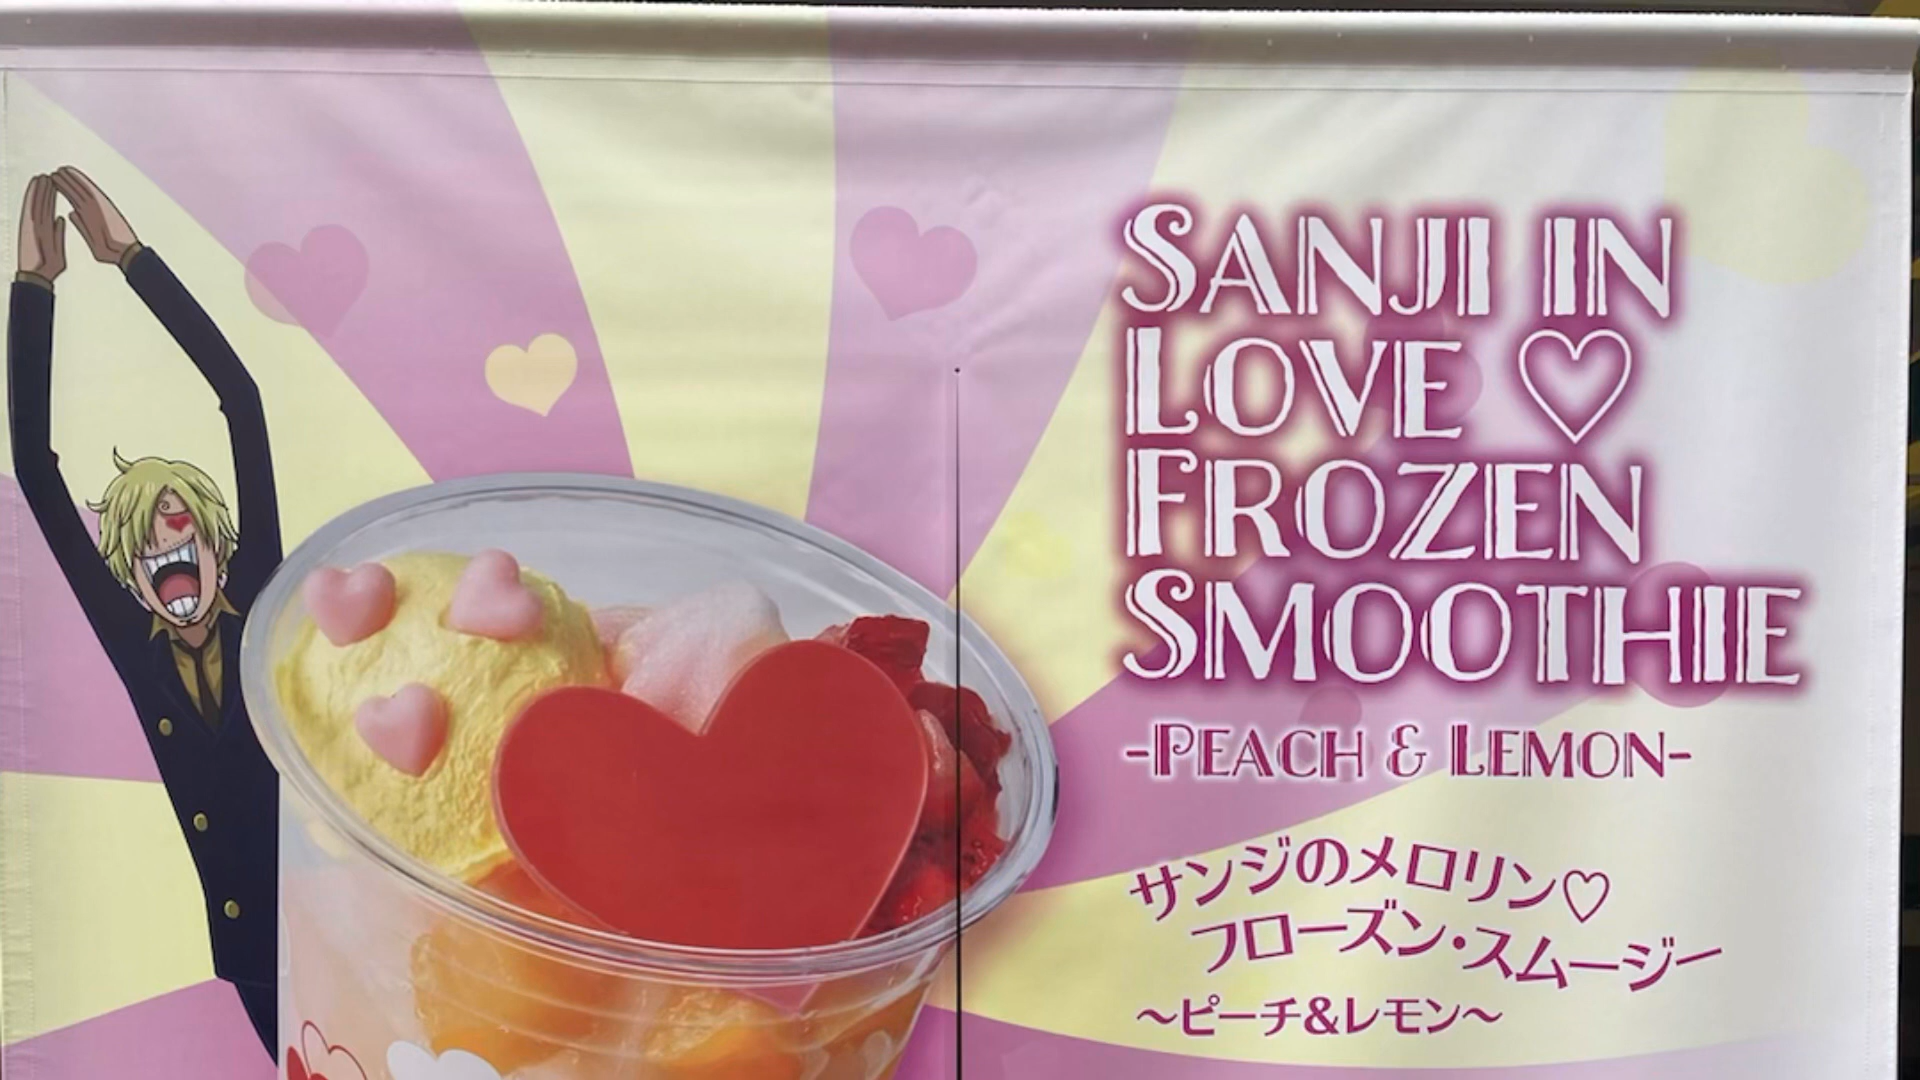 SANJI IN
LOVE ♡
FROZEN
SMOOTHIE
-PEACH & LEMON-
サンジのメロリン♡
フローズン・スムージー
～ピーチ&レモン～